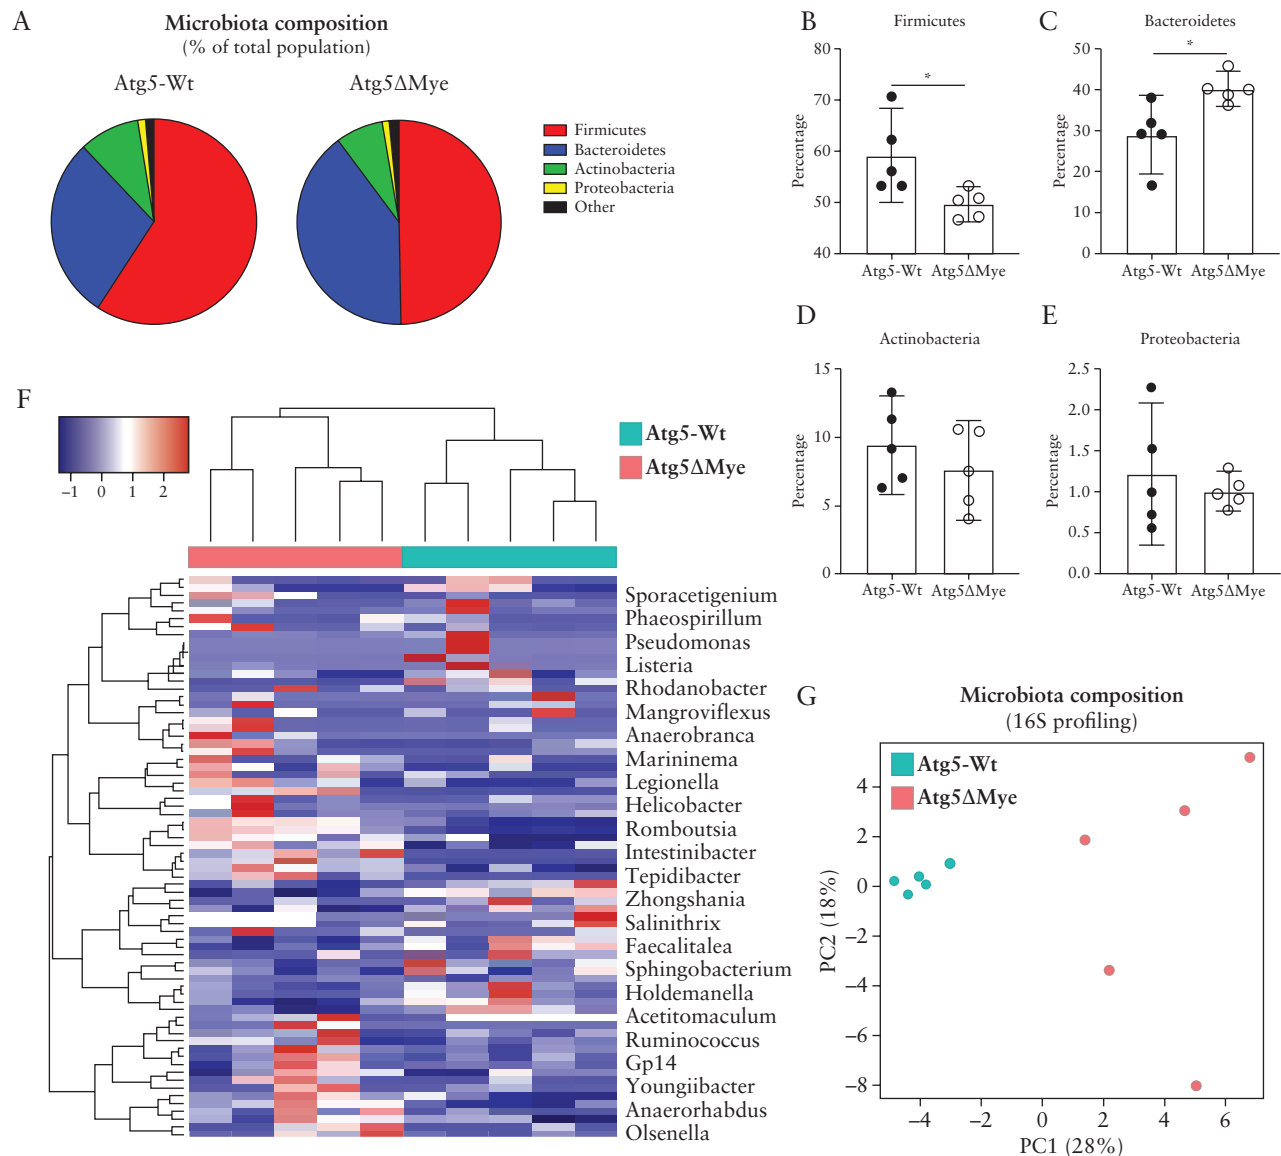 A
Microbiota composition
(% of total population)
Atg5-Wt
Atg5ΔMye
Firmicutes
Bacteroidetes
Actinobacteria
Proteobacteria
Other
B
Firmicutes
80
70
60
50
40
Percentage
*
Atg5-Wt
Atg5ΔMye
C
Bacteroidetes
50
40
30
20
10
0
Percentage
*
Atg5-Wt
Atg5ΔMye
D
Actinobacteria
15
10
5
0
Percentage
Atg5-Wt
Atg5ΔMye
E
Proteobacteria
2.5
2.0
1.5
1.0
0.5
0.0
Percentage
Atg5-Wt
Atg5ΔMye
F
−1 0 1 2
Atg5-Wt
Atg5ΔMye
Sporacetigenium
Phaeospirillum
Pseudomonas
Listeria
Rhodanobacter
Mangroviflexus
Anaerobranca
Marininema
Legionella
Helicobacter
Romboutsia
Intestinibacter
Tepidibacter
Zhongshania
Salinithrix
Faecalitalea
Sphingobacterium
Holdemanella
Acetitomaculum
Ruminococcus
Gp14
Youngiibacter
Anaerorhabdus
Olsenella
G
Microbiota composition
(16S profiling)
Atg5-Wt
Atg5ΔMye
4
2
0
−2
−4
−6
−8
PC2 (18%)
−4 −2 0 2 4 6
PC1 (28%)